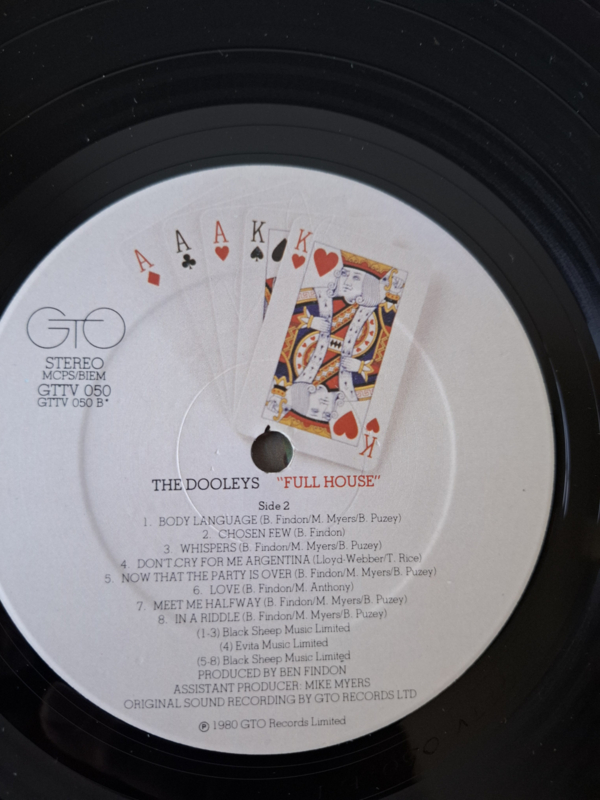 A
A
A
K
K
K
GTO
STEREO
MCPS/BIEM
GTTV 050
GTTV 050 B*
THE DOOLEYS "FULL HOUSE"
Side 2
1. BODY LANGUAGE (B. Findon/M. Myers/B. Puzey)
2. CHOSEN FEW (B. Findon)
3. WHISPERS (B. Findon/M. Myers/B. Puzey)
4. DON'T CRY FOR ME ARGENTINA (Lloyd-Webber/T. Rice)
5. NOW THAT THE PARTY IS OVER (B. Findon/M. Myers/B. Puzey)
6. LOVE (B. Findon/M. Anthony)
7. MEET ME HALFWAY (B. Findon/M. Myers/B. Puzey)
8. IN A RIDDLE (B. Findon/M. Myers/B. Puzey)
(1-3) Black Sheep Music Limited
(4) Evita Music Limited
(5-8) Black Sheep Music Limited
PRODUCED BY BEN FINDON
ASSISTANT PRODUCER: MIKE MYERS
ORIGINAL SOUND RECORDING BY GTO RECORDS LTD
℗ 1980 GTO Records Limited